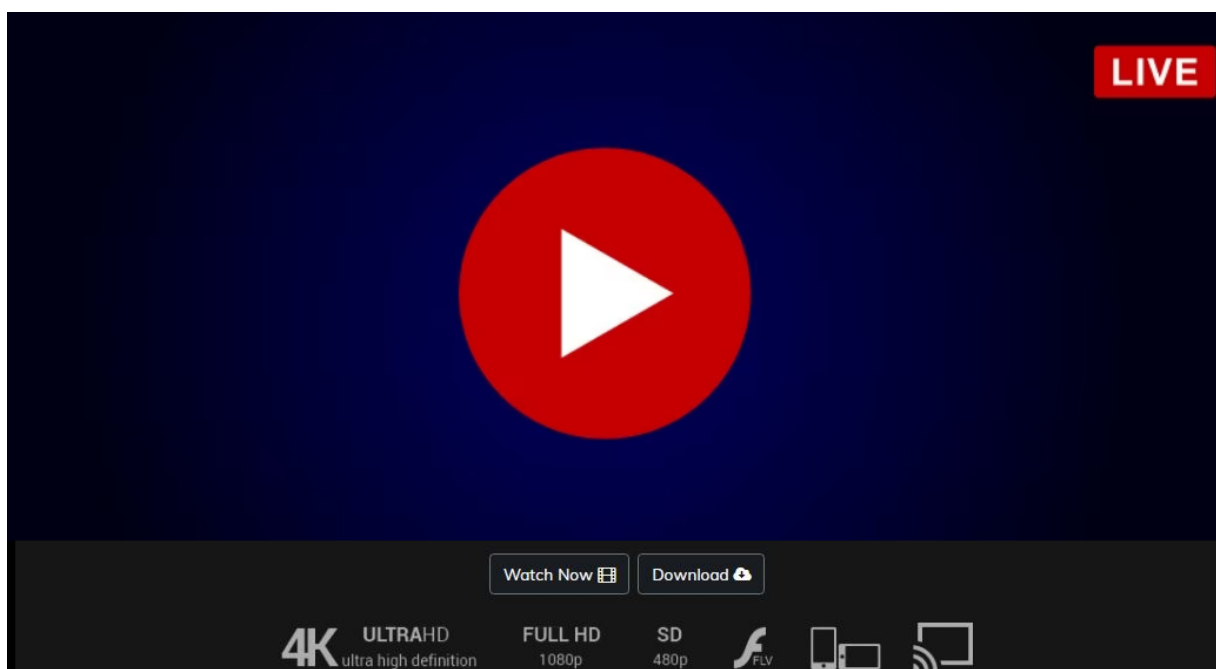 LIVE
Watch Now
Download
4K ULTRAHD
ultra high definition
FULL HD
1080p
SD
480p
FLV